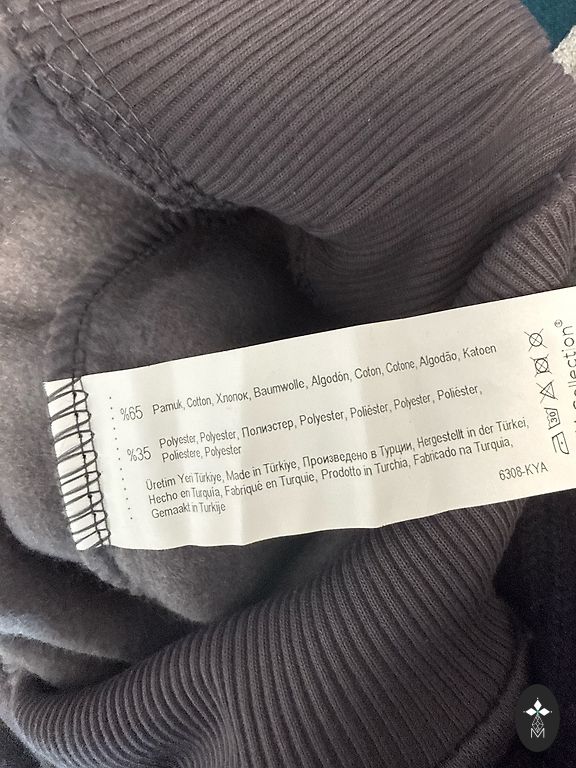 %65 Pamuk, Cotton, Хлопок, Baumwolle, Algodón, Coton, Cotone, Algodão, Katoen
%35 Polyester, Polyester, Полиэстер, Polyester, Poliéster, Polyester, Poliéster,
Poliestere, Polyester
Üretim Yeri Türkiye, Made in Türkiye, Произведено в Турции, Hergestellt in der Türkei,
Hecho en Turquía, Fabriqué en Turquie, Prodotto in Turchia, Fabricado na Turquia,
Gemaakt in Turkije
6308-KYA
30
Collection®
M